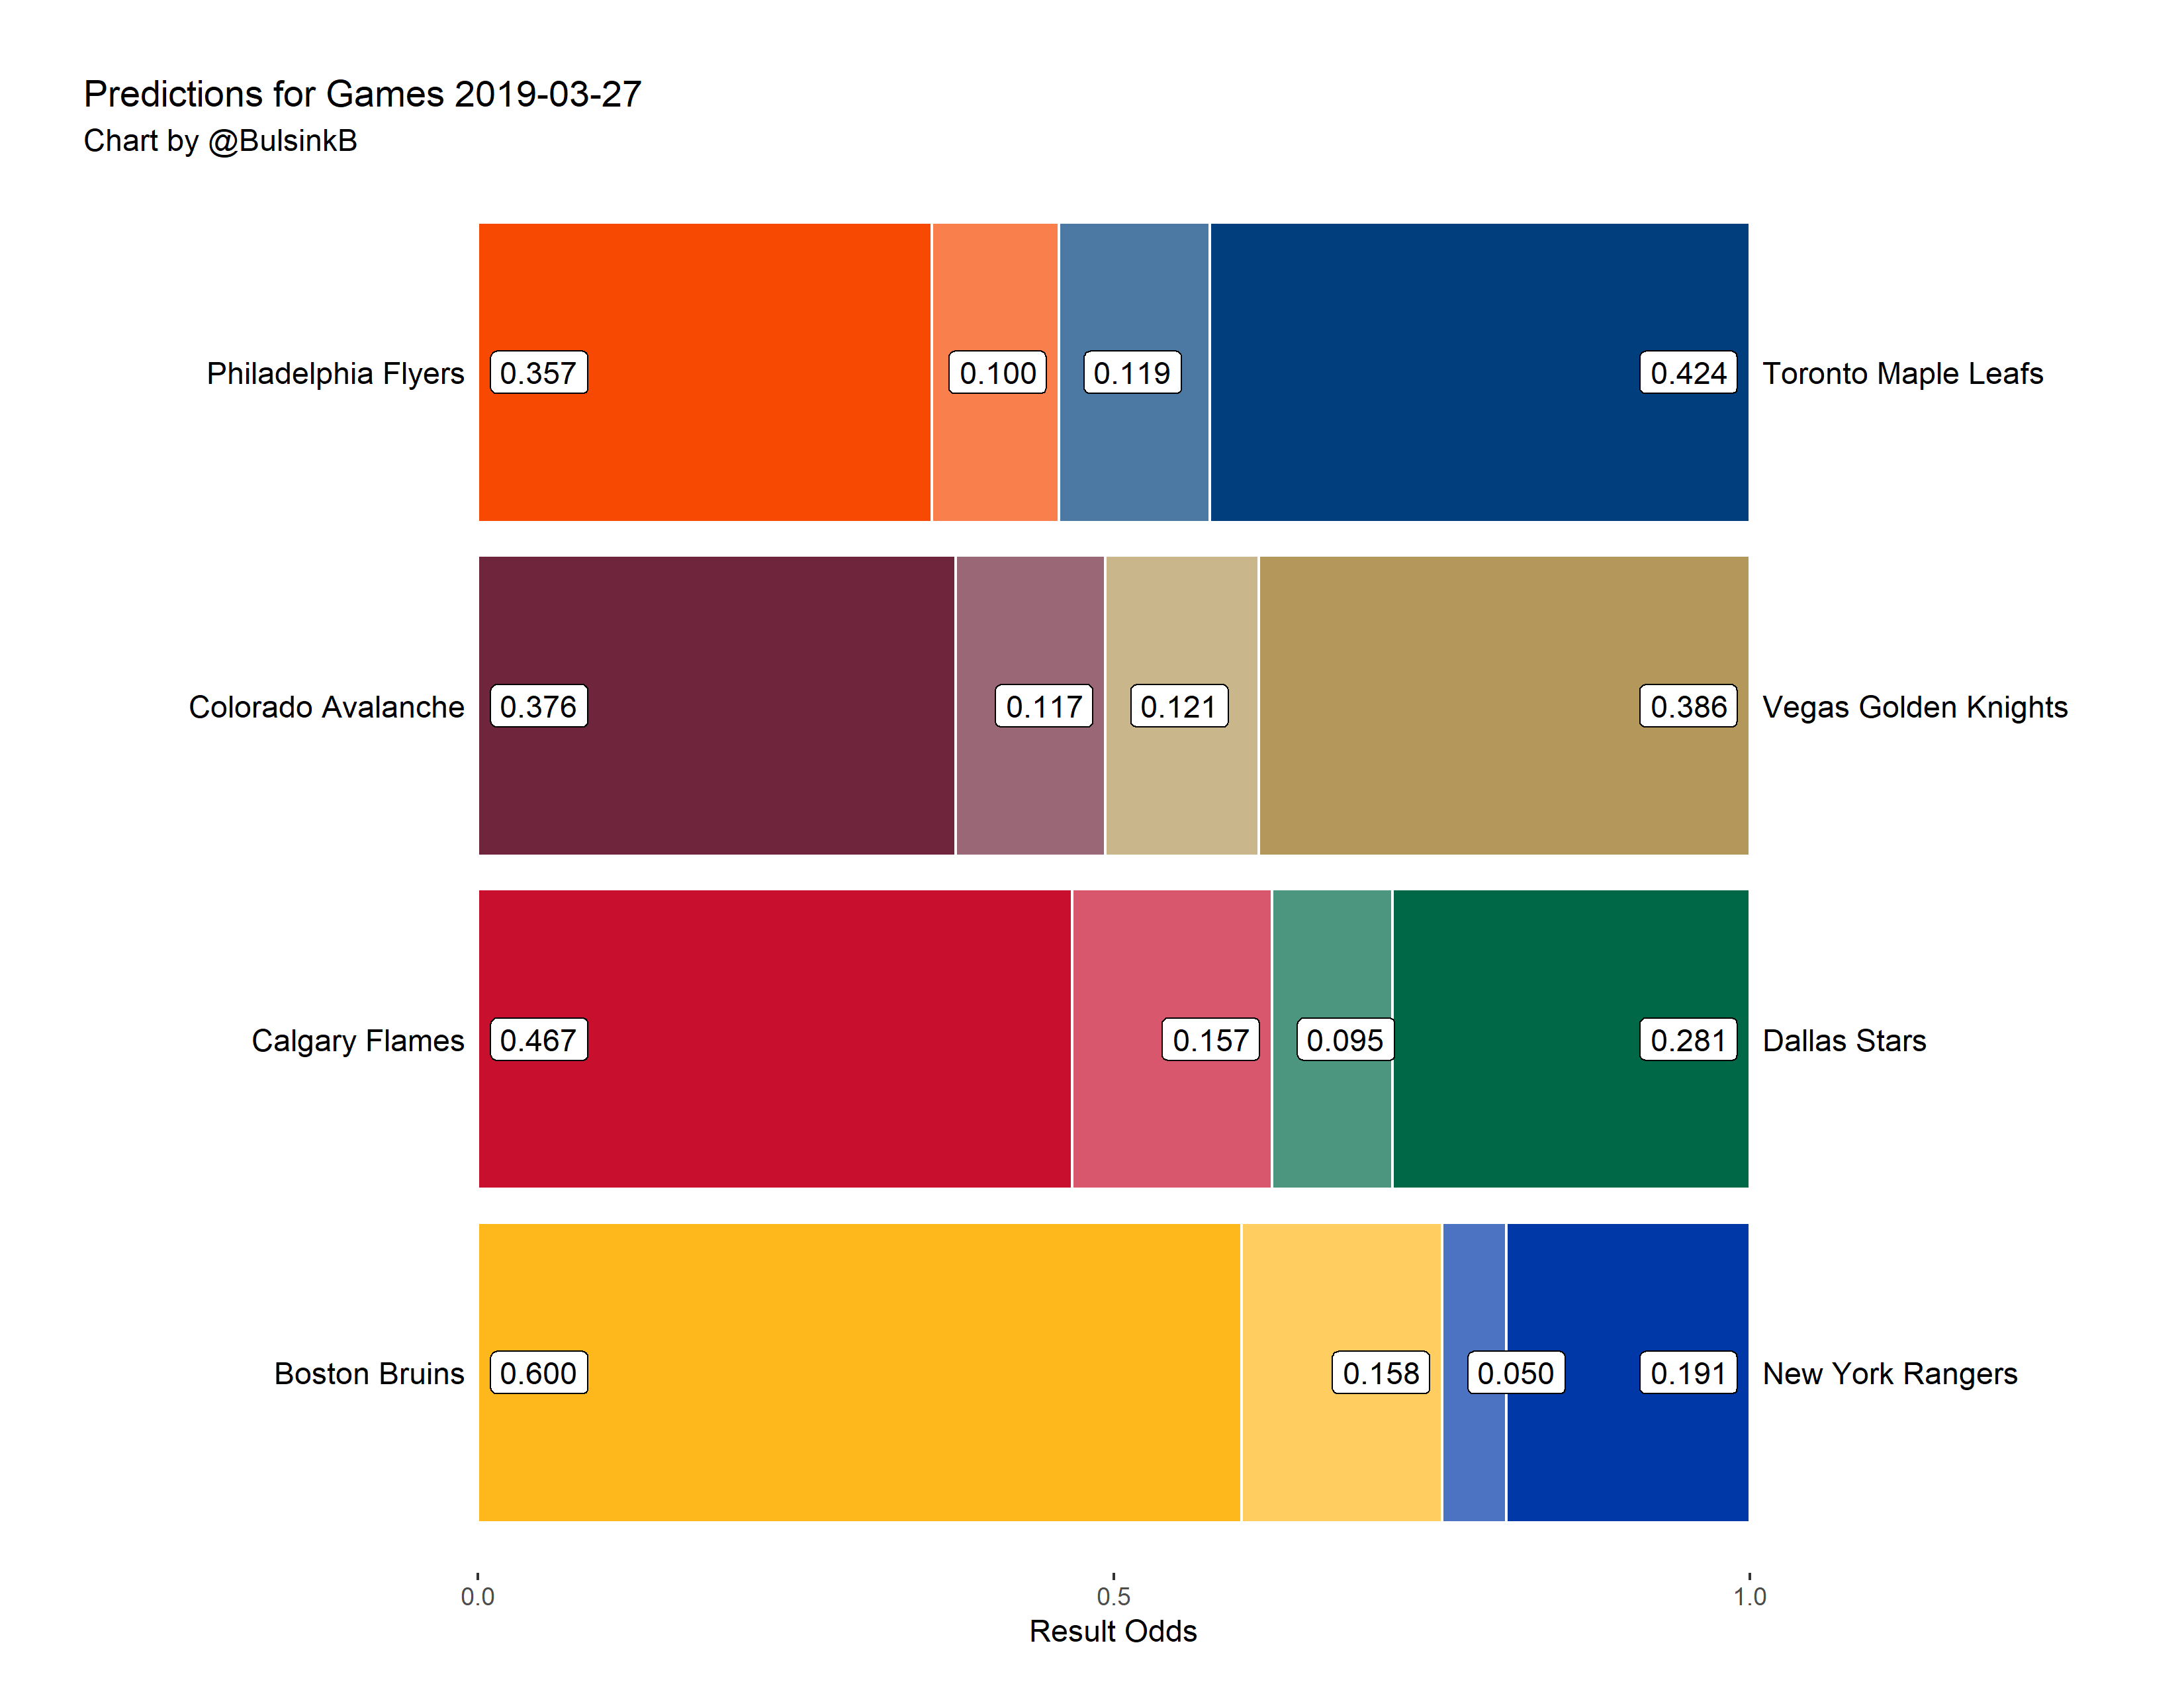 Predictions for Games 2019-03-27
Chart by @BulsinkB
Philadelphia Flyers 0.357 0.100 0.119 0.424 Toronto Maple Leafs
Colorado Avalanche 0.376 0.117 0.121 0.386 Vegas Golden Knights
Calgary Flames 0.467 0.157 0.095 0.281 Dallas Stars
Boston Bruins 0.600 0.158 0.050 0.191 New York Rangers
0.0 0.5 1.0
Result Odds